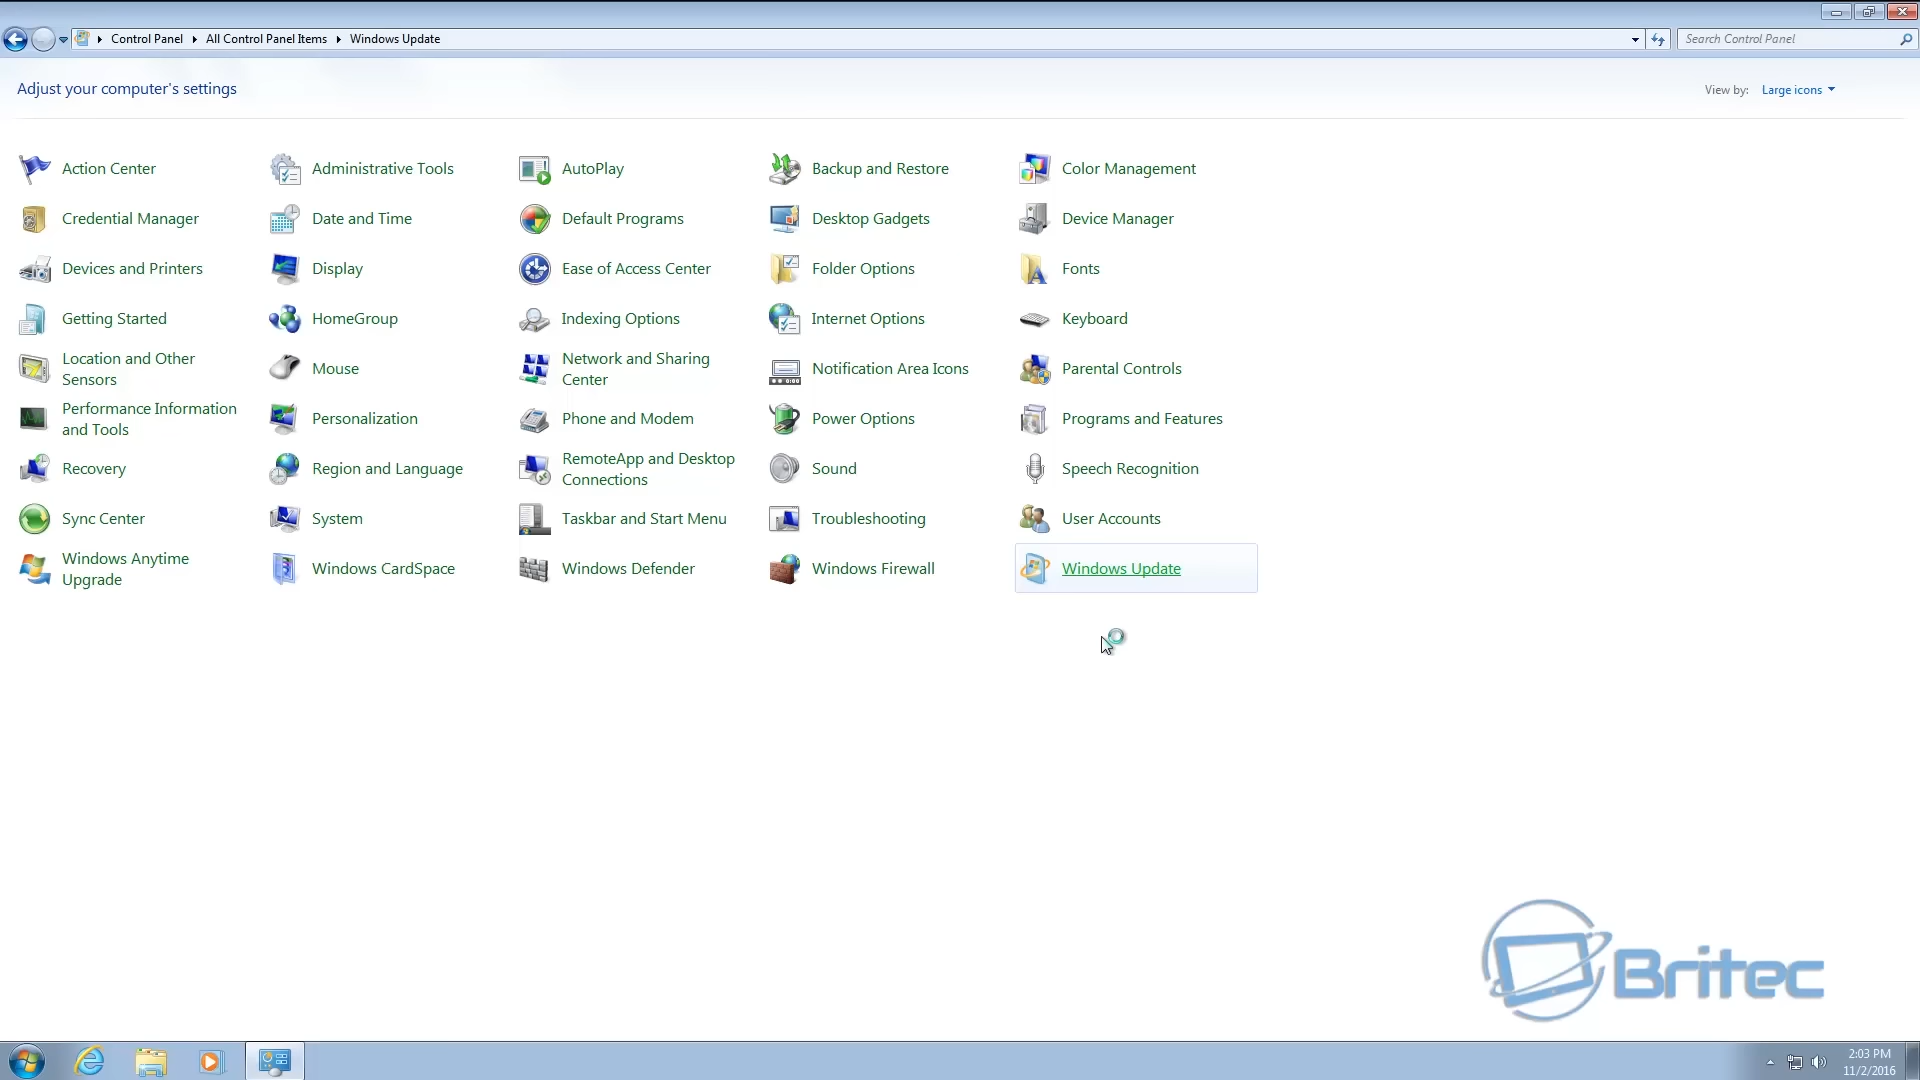 Control Panel
All Control Panel Items
Windows Update
Search Control Panel
Adjust your computer's settings
View by: Large icons
Action Center
Administrative Tools
AutoPlay
Backup and Restore
Color Management
Credential Manager
Date and Time
Default Programs
Desktop Gadgets
Device Manager
Devices and Printers
Display
Ease of Access Center
Folder Options
Fonts
Getting Started
HomeGroup
Indexing Options
Internet Options
Keyboard
Location and Other
Sensors
Mouse
Network and Sharing
Center
Notification Area Icons
Parental Controls
Performance Information
and Tools
Personalization
Phone and Modem
Power Options
Programs and Features
Recovery
Region and Language
RemoteApp and Desktop
Connections
Sound
Speech Recognition
Sync Center
System
Taskbar and Start Menu
Troubleshooting
User Accounts
Windows Anytime
Upgrade
Windows CardSpace
Windows Defender
Windows Firewall
Windows Update
Britec
2:03 PM
11/2/2016